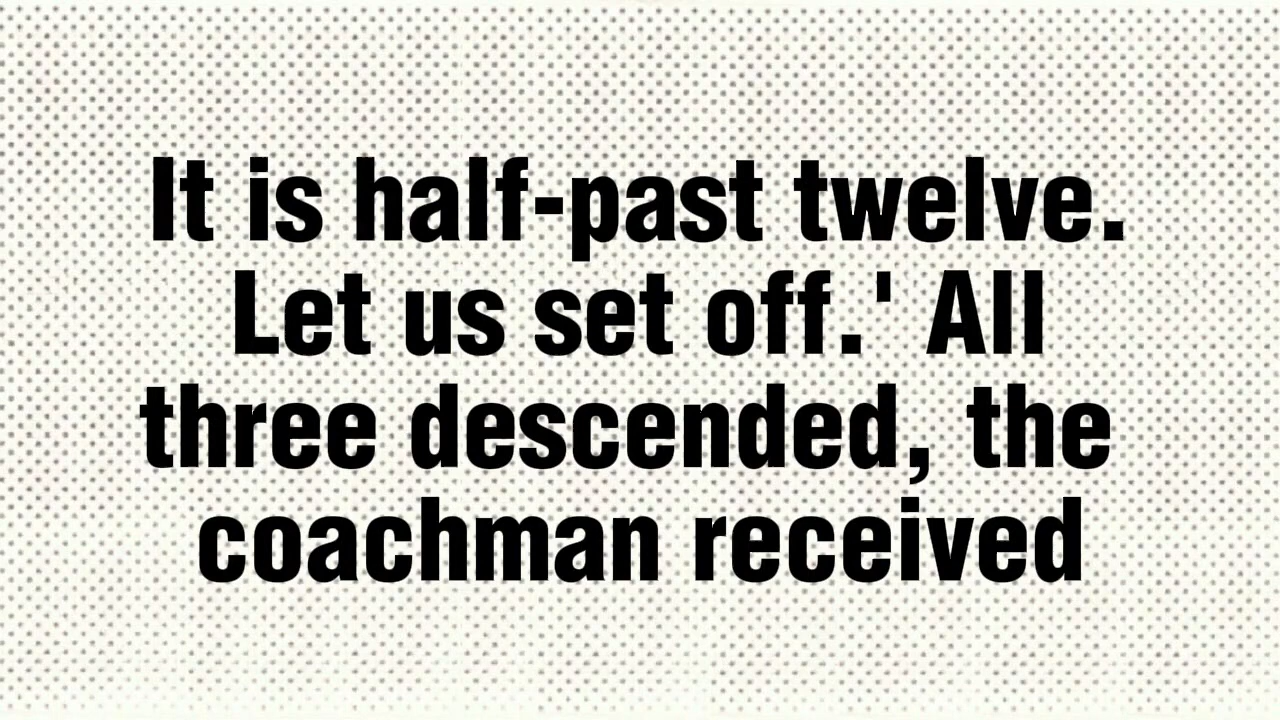 It is half-past twelve.
Let us set off.' All
three descended, the
coachman received